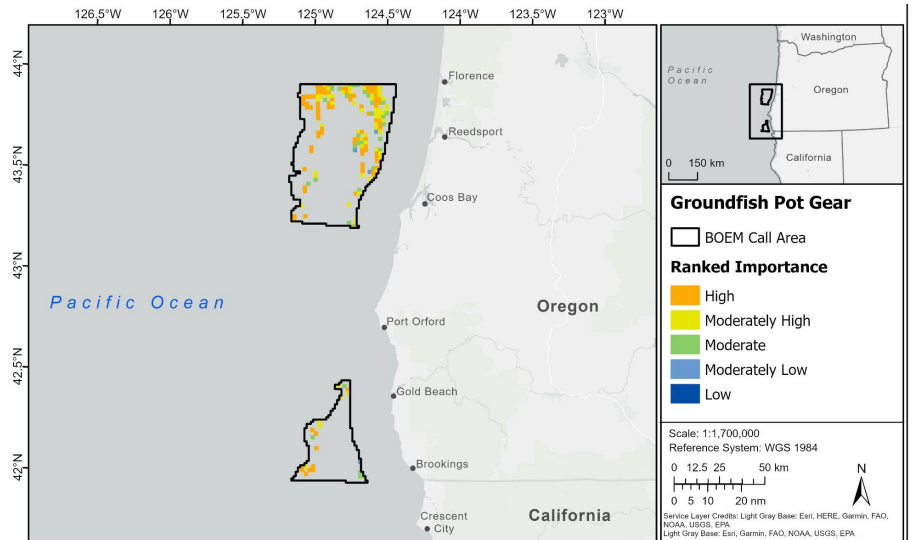 126.5°W 126°W 125.5°W 125°W 124.5°W 124°W 123.5°W 123°W
44°N
43.5°N
43°N
42.5°N
42°N
Florence
Reedsport
Coos Bay
Pacific Ocean
Oregon
Port Orford
Gold Beach
Brookings
Crescent
City
California
Washington
Pacific
Ocean
Oregon
California
0 150 km
Groundfish Pot Gear
BOEM Call Area
Ranked Importance
High
Moderately High
Moderate
Moderately Low
Low
Scale: 1:1,700,000
Reference System: WGS 1984
0 12.5 25 50 km
0 5 10 20 nm
N
Service Layer Credits: Light Gray Base: Esri, HERE, Garmin, FAO,
NOAA, USGS, EPA
Light Gray Base: Esri, Garmin, FAO, NOAA, USGS, EPA